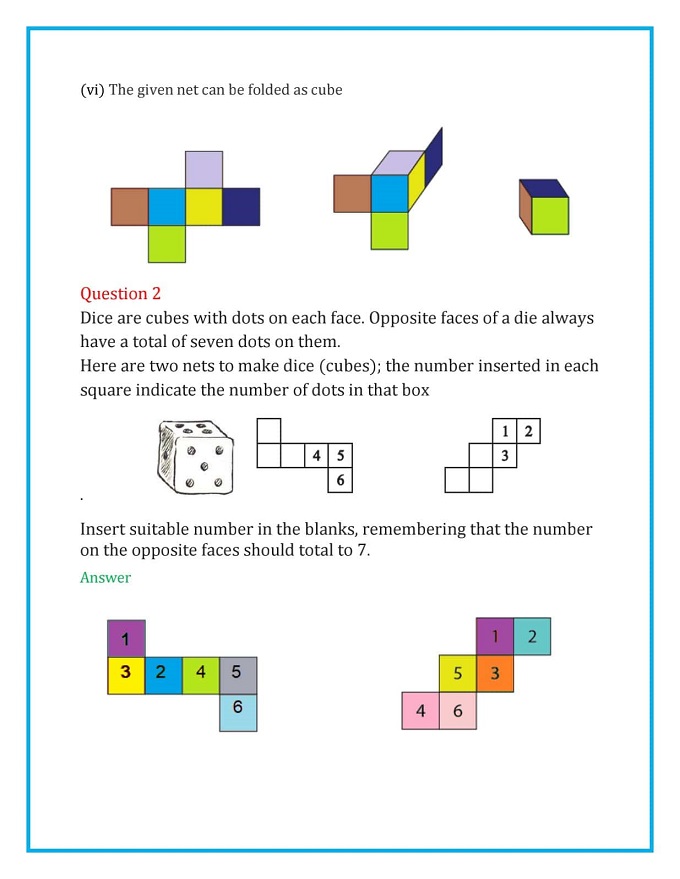 (vi) The given net can be folded as cube
Question 2
Dice are cubes with dots on each face. Opposite faces of a die always
have a total of seven dots on them.
Here are two nets to make dice (cubes); the number inserted in each
square indicate the number of dots in that box
1 2
4 5 3
6
.
Insert suitable number in the blanks, remembering that the number
on the opposite faces should total to 7.
Answer
1 1 2
3 2 4 5 5 3
6 4 6